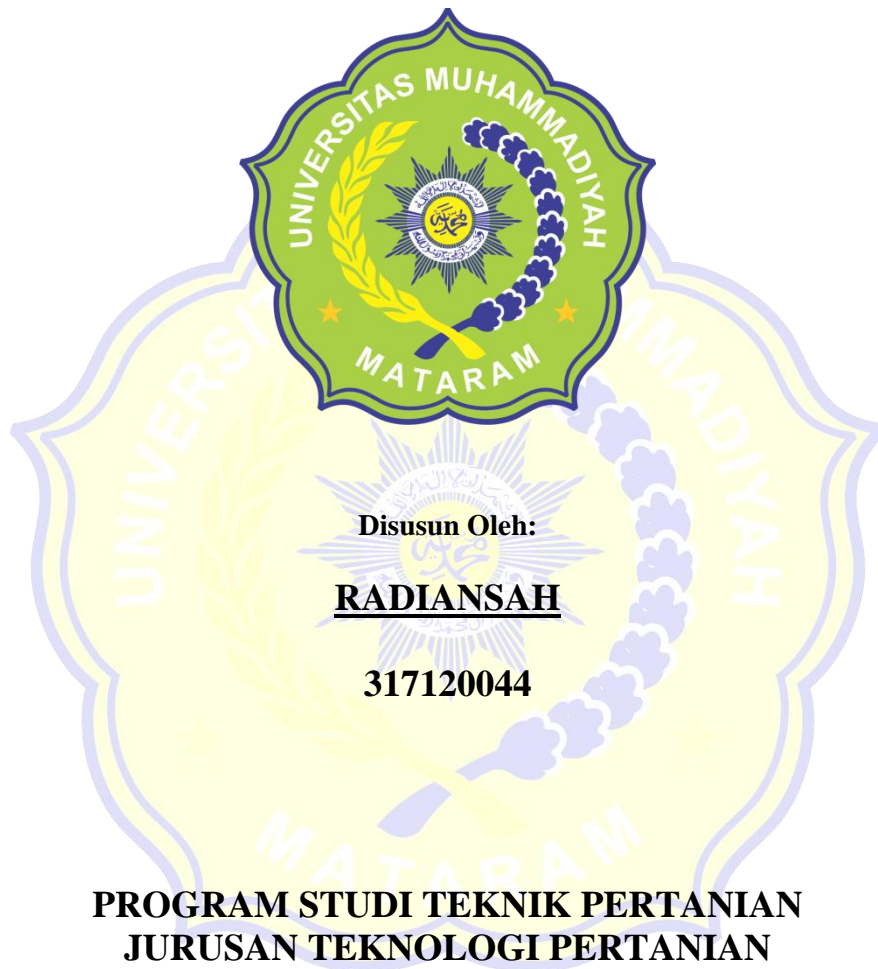 UNIVERSITAS MUHAMMADIYAH
MATARAM
Disusun Oleh:
RADIANSAH
317120044
PROGRAM STUDI TEKNIK PERTANIAN
JURUSAN TEKNOLOGI PERTANIAN